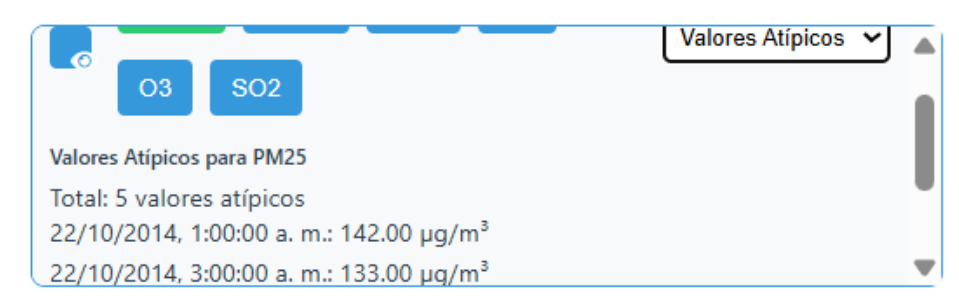 Valores Atípicos
O3 SO2
Valores Atípicos para PM25
Total: 5 valores atípicos
22/10/2014, 1:00:00 a. m.: 142.00 µg/m³
22/10/2014, 3:00:00 a. m.: 133.00 µg/m³